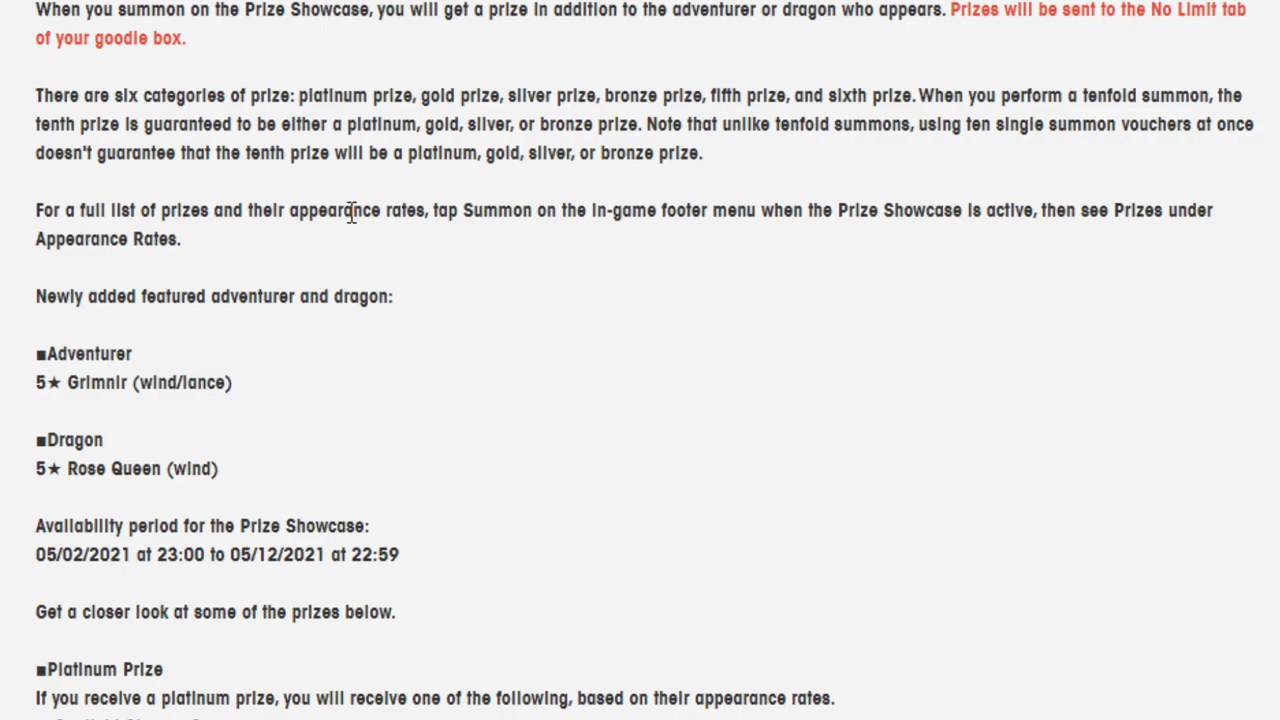 When you summon on the Prize Showcase, you will get a prize in addition to the adventurer or dragon who appears. Prizes will be sent to the No Limit tab
of your goodie box.
There are six categories of prize: platinum prize, gold prize, silver prize, bronze prize, fifth prize, and sixth prize. When you perform a tenfold summon, the
tenth prize is guaranteed to be either a platinum, gold, silver, or bronze prize. Note that unlike tenfold summons, using ten single summon vouchers at once
doesn't guarantee that the tenth prize will be a platinum, gold, silver, or bronze prize.
For a full list of prizes and their appearance rates, tap Summon on the in-game footer menu when the Prize Showcase is active, then see Prizes under
Appearance Rates.
Newly added featured adventurer and dragon:
■Adventurer
5★ Grimnir (wind/lance)
■Dragon
5★ Rose Queen (wind)
Availability period for the Prize Showcase:
05/02/2021 at 23:00 to 05/12/2021 at 22:59
Get a closer look at some of the prizes below.
■Platinum Prize
If you receive a platinum prize, you will receive one of the following, based on their appearance rates.